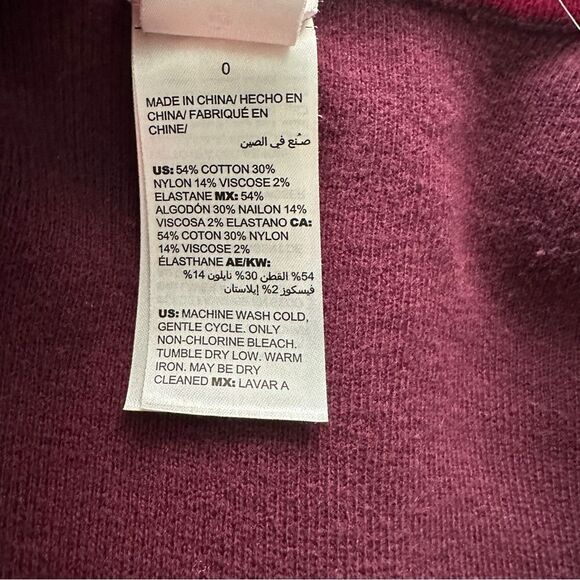 0
MADE IN CHINA/ HECHO EN
CHINA/ FABRIQUÉ EN
CHINE/
صنع في الصين
US: 54% COTTON 30%
NYLON 14% VISCOSE 2%
ELASTANE MX: 54%
ALGODÓN 30% NAILON 14%
VISCOSA 2% ELASTANO CA:
54% COTON 30% NYLON
14% VISCOSE 2%
ÉLASTHANE AE/KW:
54% القطن 30% نايلون 14%
فيسكوز 2% إيلاستان
US: MACHINE WASH COLD,
GENTLE CYCLE. ONLY
NON-CHLORINE BLEACH.
TUMBLE DRY LOW. WARM
IRON. MAY BE DRY
CLEANED MX: LAVAR A